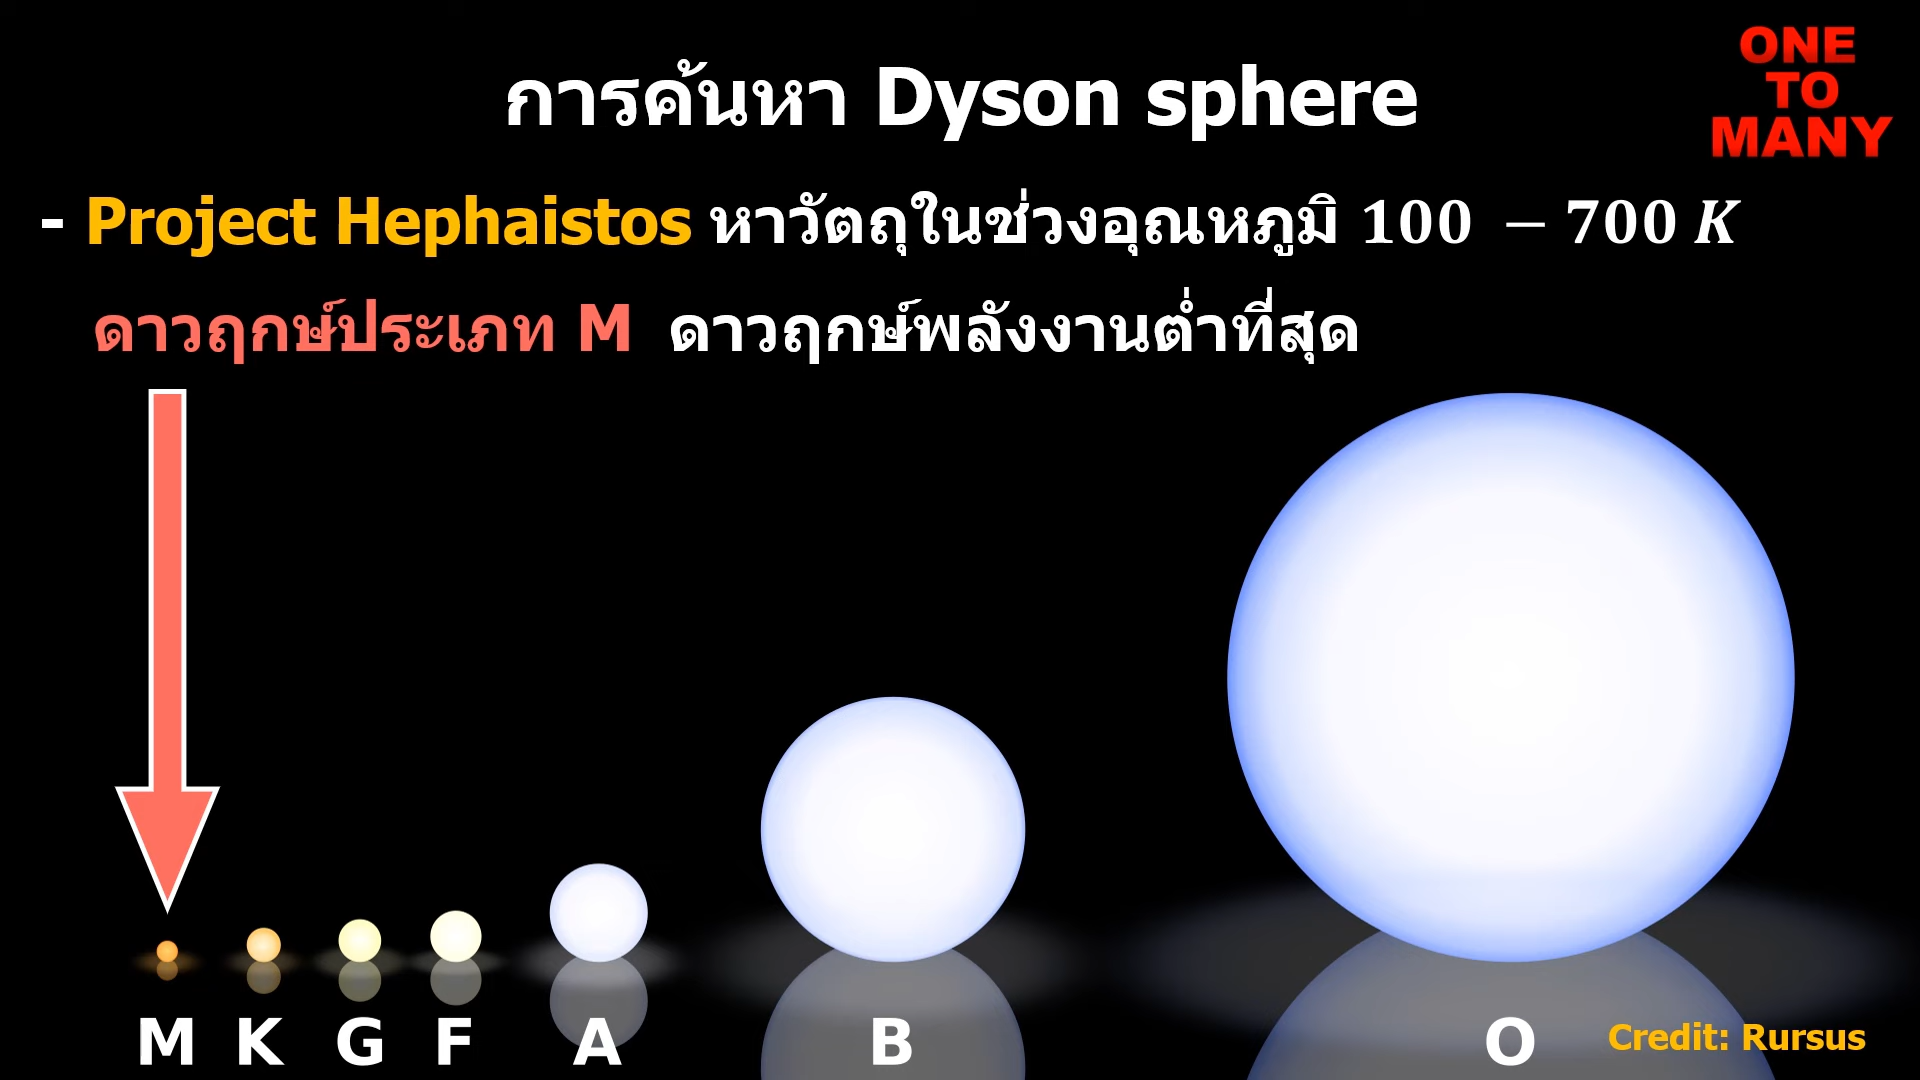 การค้นหา Dyson sphere
ONE
TO
MANY
- Project Hephaistos หาวัตถุในช่วงอุณหภูมิ 100 – 700 K
ดาวฤกษ์ประเภท M ดาวฤกษ์พลังงานต่ำที่สุด
M K G F A B O
Credit: Rursus